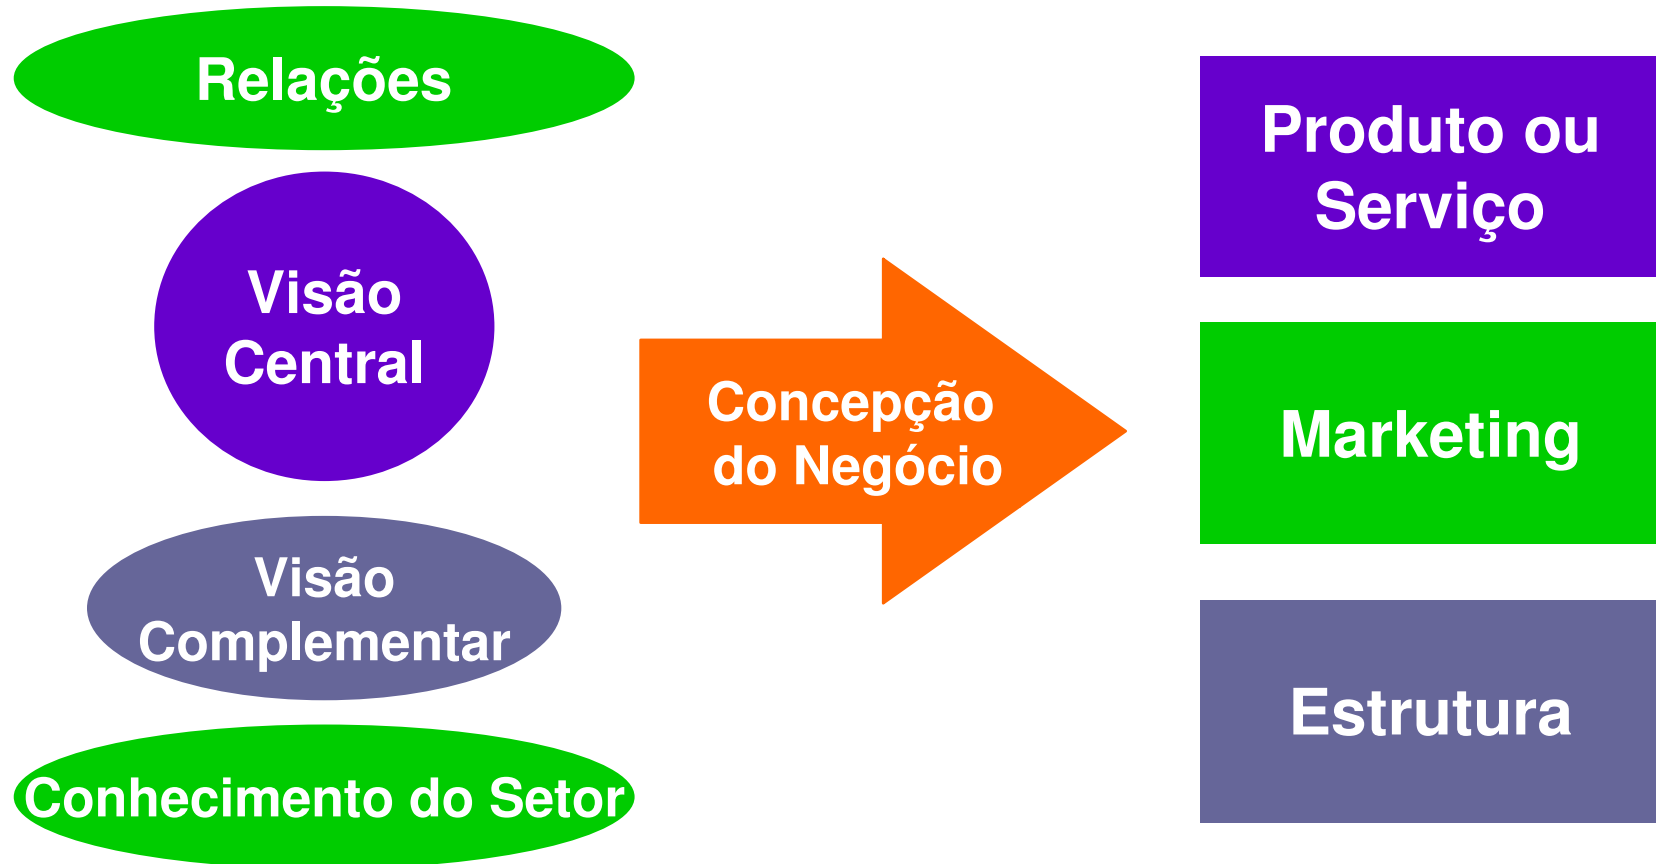 Relações
Visão
Central
Visão
Complementar
Conhecimento do Setor
Concepção
do Negócio
Produto ou
Serviço
Marketing
Estrutura